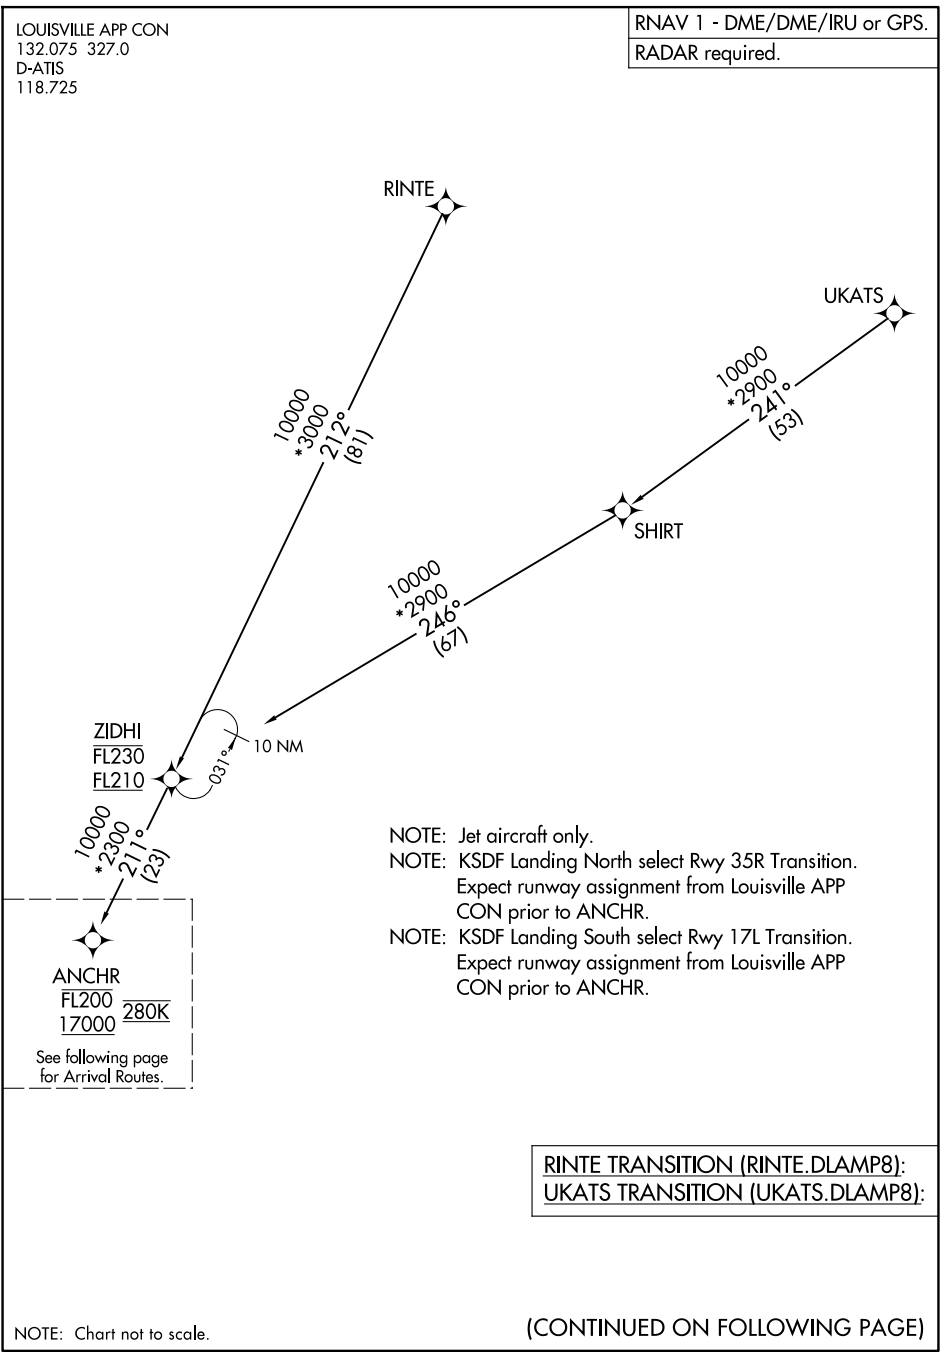 LOUISVILLE APP CON
132.075 327.0
D-ATIS
118.725
RNAV 1 - DME/DME/IRU or GPS.
RADAR required.
RINTE
UKATS
10000
*2900
241°
(53)
10000
*3000
212°
(81)
SHIRT
10000
*2900
246°
(67)
ZIDHI
FL230
FL210
031°
10 NM
10000
*2300
211°
(23)
NOTE: Jet aircraft only.
NOTE: KSDF Landing North select Rwy 35R Transition.
Expect runway assignment from Louisville APP
CON prior to ANCHR.
NOTE: KSDF Landing South select Rwy 17L Transition.
Expect runway assignment from Louisville APP
CON prior to ANCHR.
ANCHR
FL200
17000
280K
See following page
for Arrival Routes.
RINTE TRANSITION (RINTE.DLAMP8):
UKATS TRANSITION (UKATS.DLAMP8):
NOTE: Chart not to scale.
(CONTINUED ON FOLLOWING PAGE)